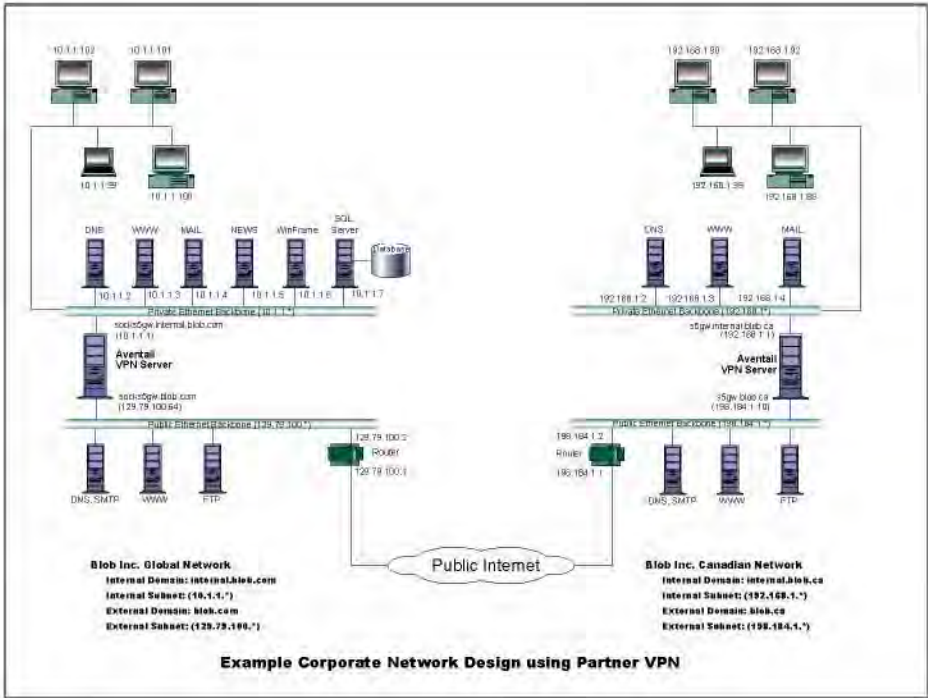 10.1.1.102 10.1.1.101
192.168.1.90 192.168.1.92
10.1.1.99
10.1.1.100
192.168.1.99
192.168.1.88
DNS WWW MAIL NEWS WinFrame SQL Server
Database
DNS WWW MAIL
10.1.1.2 10.1.1.3 10.1.1.4 10.1.1.5 10.1.1.6 10.1.1.7
192.168.1.2 192.168.1.3 192.168.1.4
Private Ethernet Backbone (10.1.1.*)
Private Ethernet Backbone (192.168.1.*)
socks5gw.internal.blob.com
(10.1.1.1)
Aventail
VPN Server
socks5gw.blob.com
(129.79.100.64)
s5gw.internal.blob.ca
(192.168.1.1)
Aventail
VPN Server
s5gw.blob.ca
(198.184.1.10)
Public Ethernet Backbone (129.79.100.*)
Public Ethernet Backbone (198.184.1.*)
129.79.100.2
Router
129.79.100.1
198.184.1.2
Router
198.184.1.1
DNS, SMTP WWW FTP
DNS, SMTP WWW FTP
Public Internet
Blob Inc. Global Network
Internal Domain: internal.blob.com
Internal Subnet: (10.1.1.*)
External Domain: blob.com
External Subnet: (129.79.100.*)
Blob Inc. Canadian Network
Internal Domain: internal.blob.ca
Internal Subnet: (192.168.1.*)
External Domain: blob.ca
External Subnet: (198.184.1.*)
Example Corporate Network Design using Partner VPN